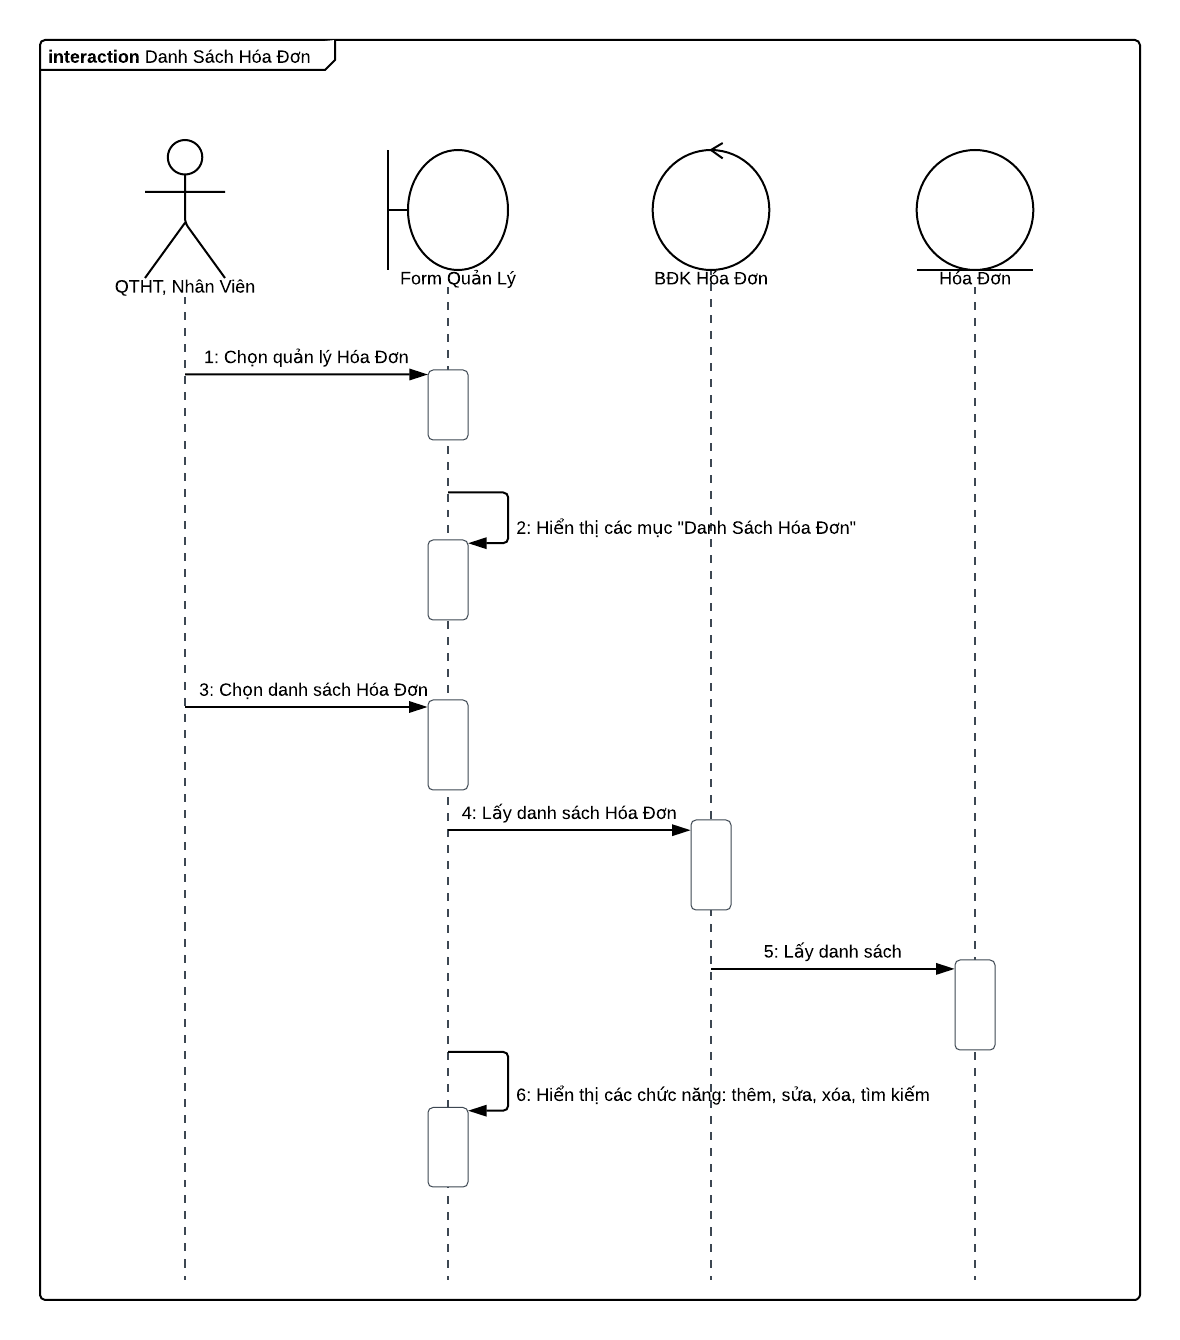 interaction Danh Sách Hóa Đơn
QTHT, Nhân Viên
Form Quản Lý
BĐK Hóa Đơn
Hóa Đơn
1: Chọn quản lý Hóa Đơn
2: Hiển thị các mục "Danh Sách Hóa Đơn"
3: Chọn danh sách Hóa Đơn
4: Lấy danh sách Hóa Đơn
5: Lấy danh sách
6: Hiển thị các chức năng: thêm, sửa, xóa, tìm kiếm